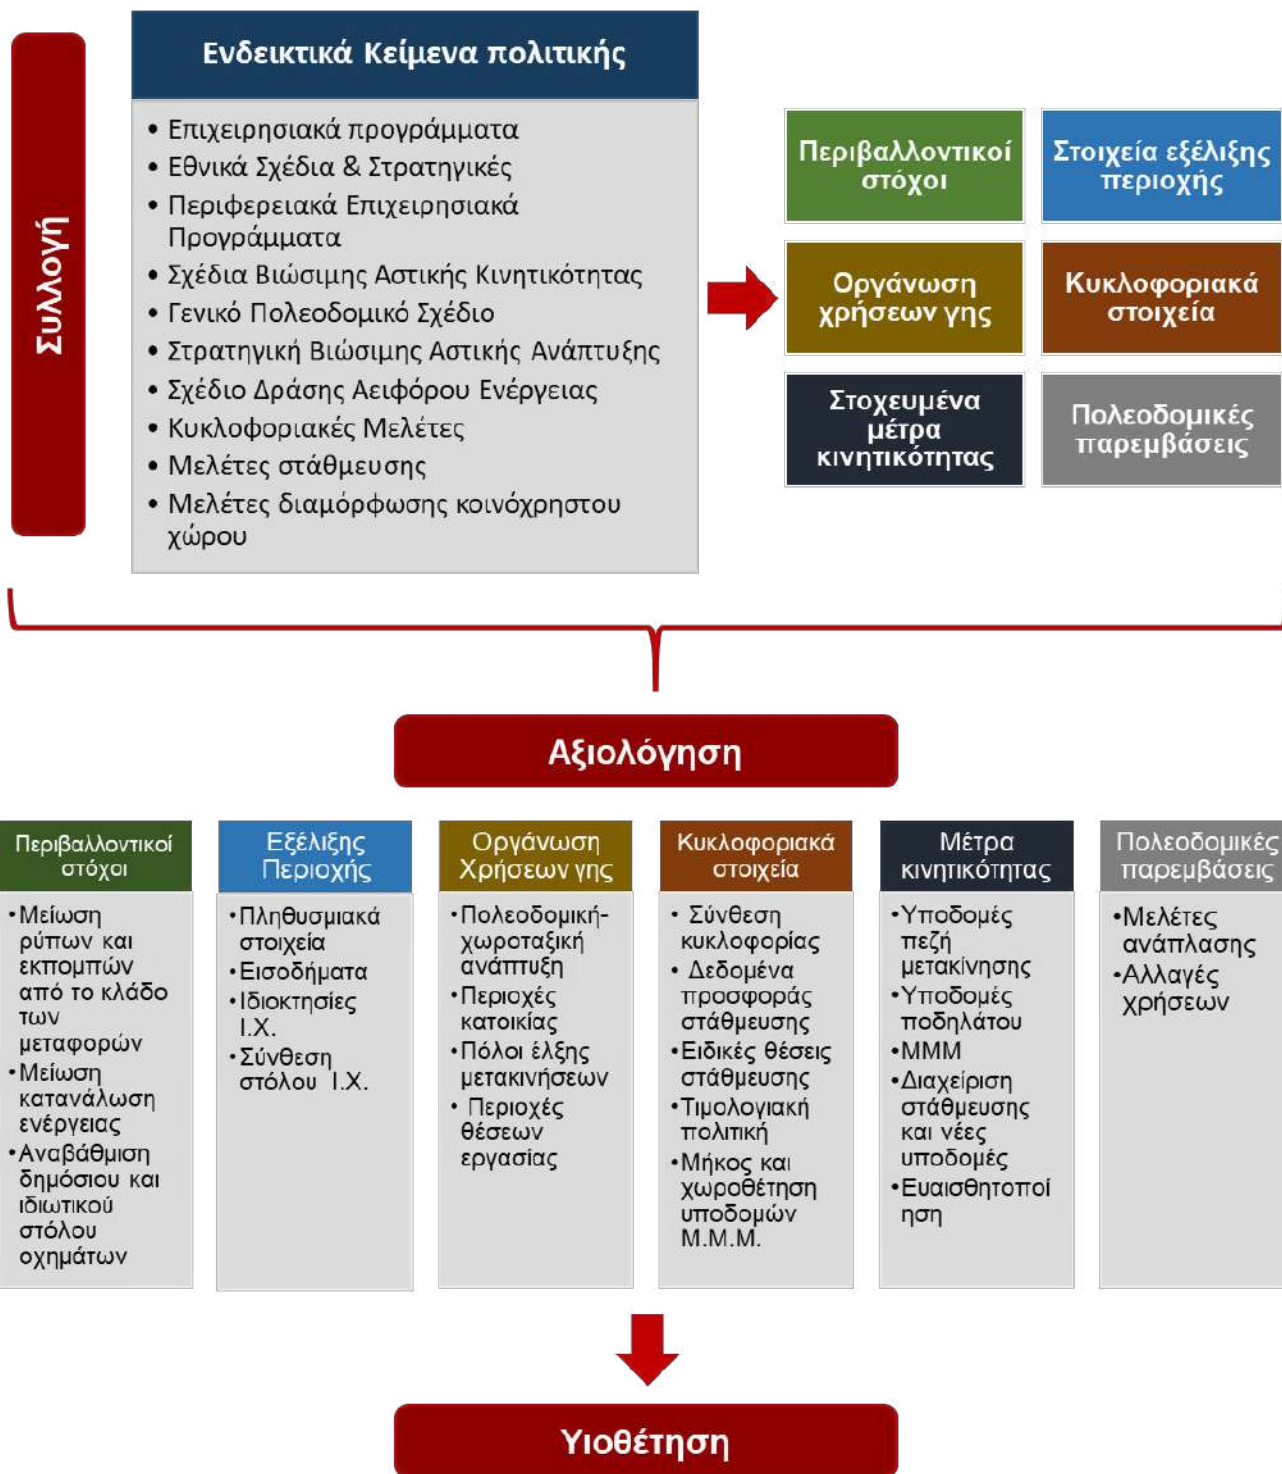 Συλλογή
Ενδεικτικά Κείμενα πολιτικής
• Επιχειρησιακά προγράμματα
• Εθνικά Σχέδια & Στρατηγικές
• Περιφερειακά Επιχειρησιακά
Προγράμματα
• Σχέδια Βιώσιμης Αστικής Κινητικότητας
• Γενικό Πολεοδομικό Σχέδιο
• Στρατηγική Βιώσιμης Αστικής Ανάπτυξης
• Σχέδιο Δράσης Αειφόρου Ενέργειας
• Κυκλοφοριακές Μελέτες
• Μελέτες στάθμευσης
• Μελέτες διαμόρφωσης κοινόχρηστου
χώρου
Περιβαλλοντικοί
στόχοι
Στοιχεία εξέλιξης
περιοχής
Οργάνωση
χρήσεων γης
Κυκλοφοριακά
στοιχεία
Στοχευμένα
μέτρα
κινητικότητας
Πολεοδομικές
παρεμβάσεις
Αξιολόγηση
Περιβαλλοντικοί
στόχοι
•Μείωση
ρύπων και
εκπομπών
από το κλάδο
των
μεταφορών
•Μείωση
κατανάλωση
ενέργειας
•Αναβάθμιση
δημόσιου και
ιδιωτικού
στόλου
οχημάτων
Εξέλιξης
Περιοχής
•Πληθυσμιακά
στοιχεία
•Εισοδήματα
•Ιδιοκτησίες
Ι.Χ.
•Σύνθεση
στόλου Ι.Χ.
Οργάνωση
Χρήσεων γης
•Πολεοδομική-
χωροταξική
ανάπτυξη
•Περιοχές
κατοικίας
•Πόλοι έλξης
μετακινήσεων
• Περιοχές
θέσεων
εργασίας
Κυκλοφοριακά
στοιχεία
• Σύνθεση
κυκλοφορίας
• Δεδομένα
προσφοράς
στάθμευσης
•Ειδικές θέσεις
στάθμευσης
•Τιμολογιακή
πολιτική
•Μήκος και
χωροθέτηση
υποδομών
Μ.Μ.Μ.
Μέτρα
κινητικότητας
•Υποδομές
πεζή
μετακίνησης
•Υποδομές
ποδηλάτου
•ΜΜΜ
•Διαχείριση
στάθμευσης
και νέες
υποδομές
•Ευαισθητοποί
ηση
Πολεοδομικές
παρεμβάσεις
•Μελέτες
ανάπλασης
•Αλλαγές
χρήσεων
Υιοθέτηση